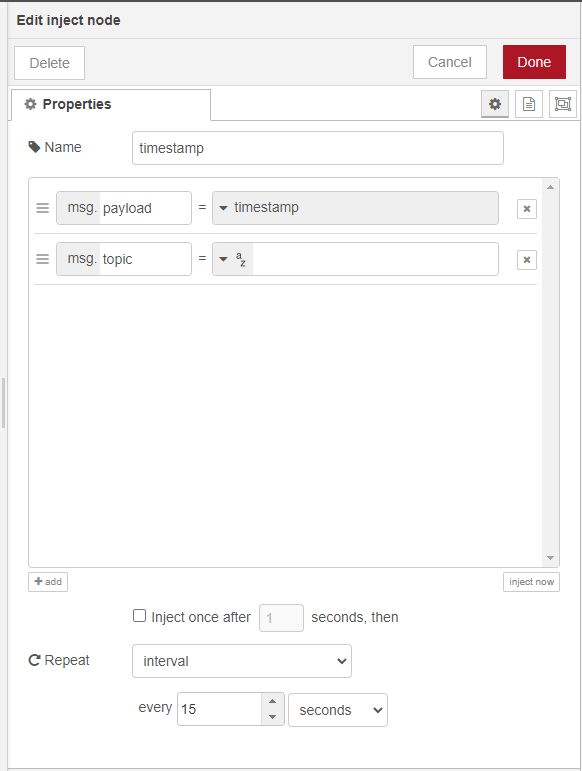 Edit inject node
Delete Cancel Done
Properties
Name timestamp
msg. payload = timestamp
msg. topic = a z
add inject now
Inject once after 1 seconds, then
Repeat interval
every 15 seconds